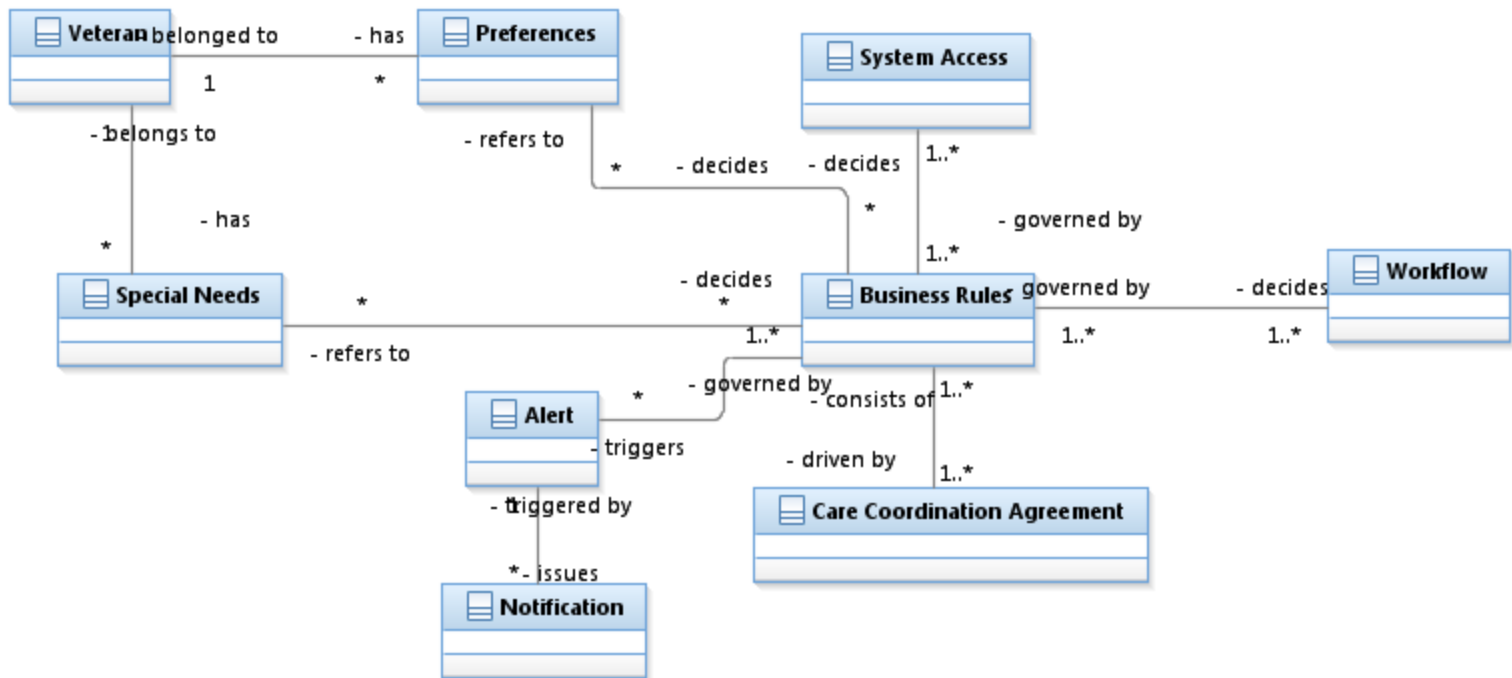 Veteran
- belonged to
- has
Preferences
System Access
1
*
- belongs to
1
- refers to
*
- decides
- decides
1..*
*
- has
- governed by
*
1..*
Special Needs
*
- decides
*
Business Rules
- governed by
- decides
Workflow
1..*
1..*
1..*
- refers to
- governed by
*
- consists of
1..*
Alert
- triggers
- driven by
1..*
- triggered by
1
Care Coordination Agreement
*
- issues
Notification